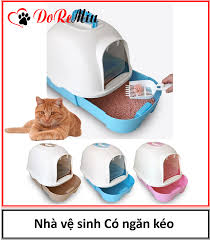 DoReMiu
Nhà vệ sinh Có ngăn kéo